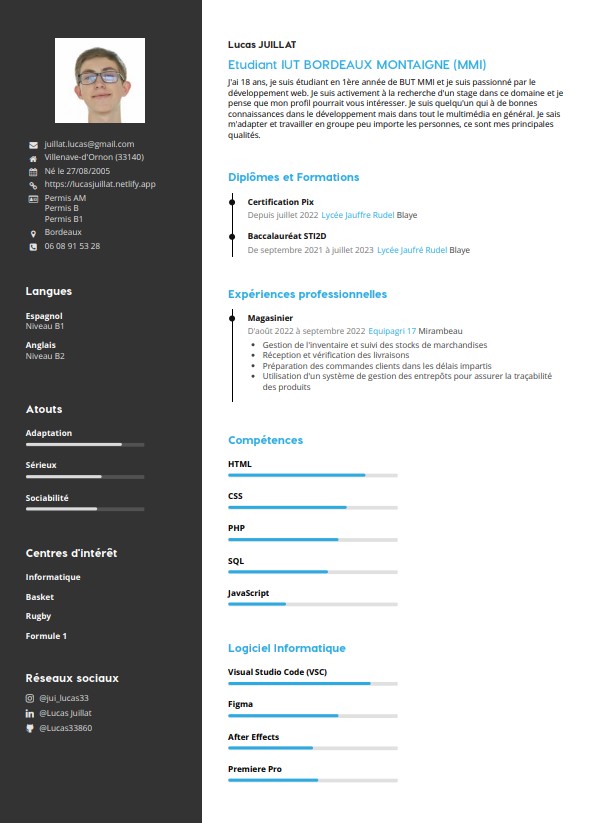 juillat.lucas@gmail.com
Villenave-d'Ornon (33140)
Né le 27/08/2005
https://lucasjuillat.netlify.app
Permis AM
Permis B
Permis B1
Bordeaux
06 08 91 53 28
Langues
Espagnol
Niveau B1
Anglais
Niveau B2
Atouts
Adaptation
Sérieux
Sociabilité
Centres d'intérêt
Informatique
Basket
Rugby
Formule 1
Réseaux sociaux
@jui_lucas33
@Lucas Juillat
@Lucas33860
Lucas JUILLAT
Etudiant IUT BORDEAUX MONTAIGNE (MMI)
J'ai 18 ans, je suis étudiant en 1ère année de BUT MMI et je suis passionné par le
développement web. Je suis activement à la recherche d'un stage dans ce domaine et je
pense que mon profil pourrait vous intéresser. Je suis quelqu'un qui à de bonnes
connaissances dans le développement mais dans tout le multimédia en général. Je sais
m'adapter et travailler en groupe peu importe les personnes, ce sont mes principales
qualités.
Diplômes et Formations
Certification Pix
Depuis juillet 2022 Lycée Jauffre Rudel Blaye
Baccalauréat STI2D
De septembre 2021 à juillet 2023 Lycée Jaufré Rudel Blaye
Expériences professionnelles
Magasinier
D'août 2022 à septembre 2022 Equipagri 17 Mirambeau
• Gestion de l'inventaire et suivi des stocks de marchandises
• Réception et vérification des livraisons
• Préparation des commandes clients dans les délais impartis
• Utilisation d'un système de gestion des entrepôts pour assurer la traçabilité
des produits
Compétences
HTML
CSS
PHP
SQL
JavaScript
Logiciel Informatique
Visual Studio Code (VSC)
Figma
After Effects
Premiere Pro